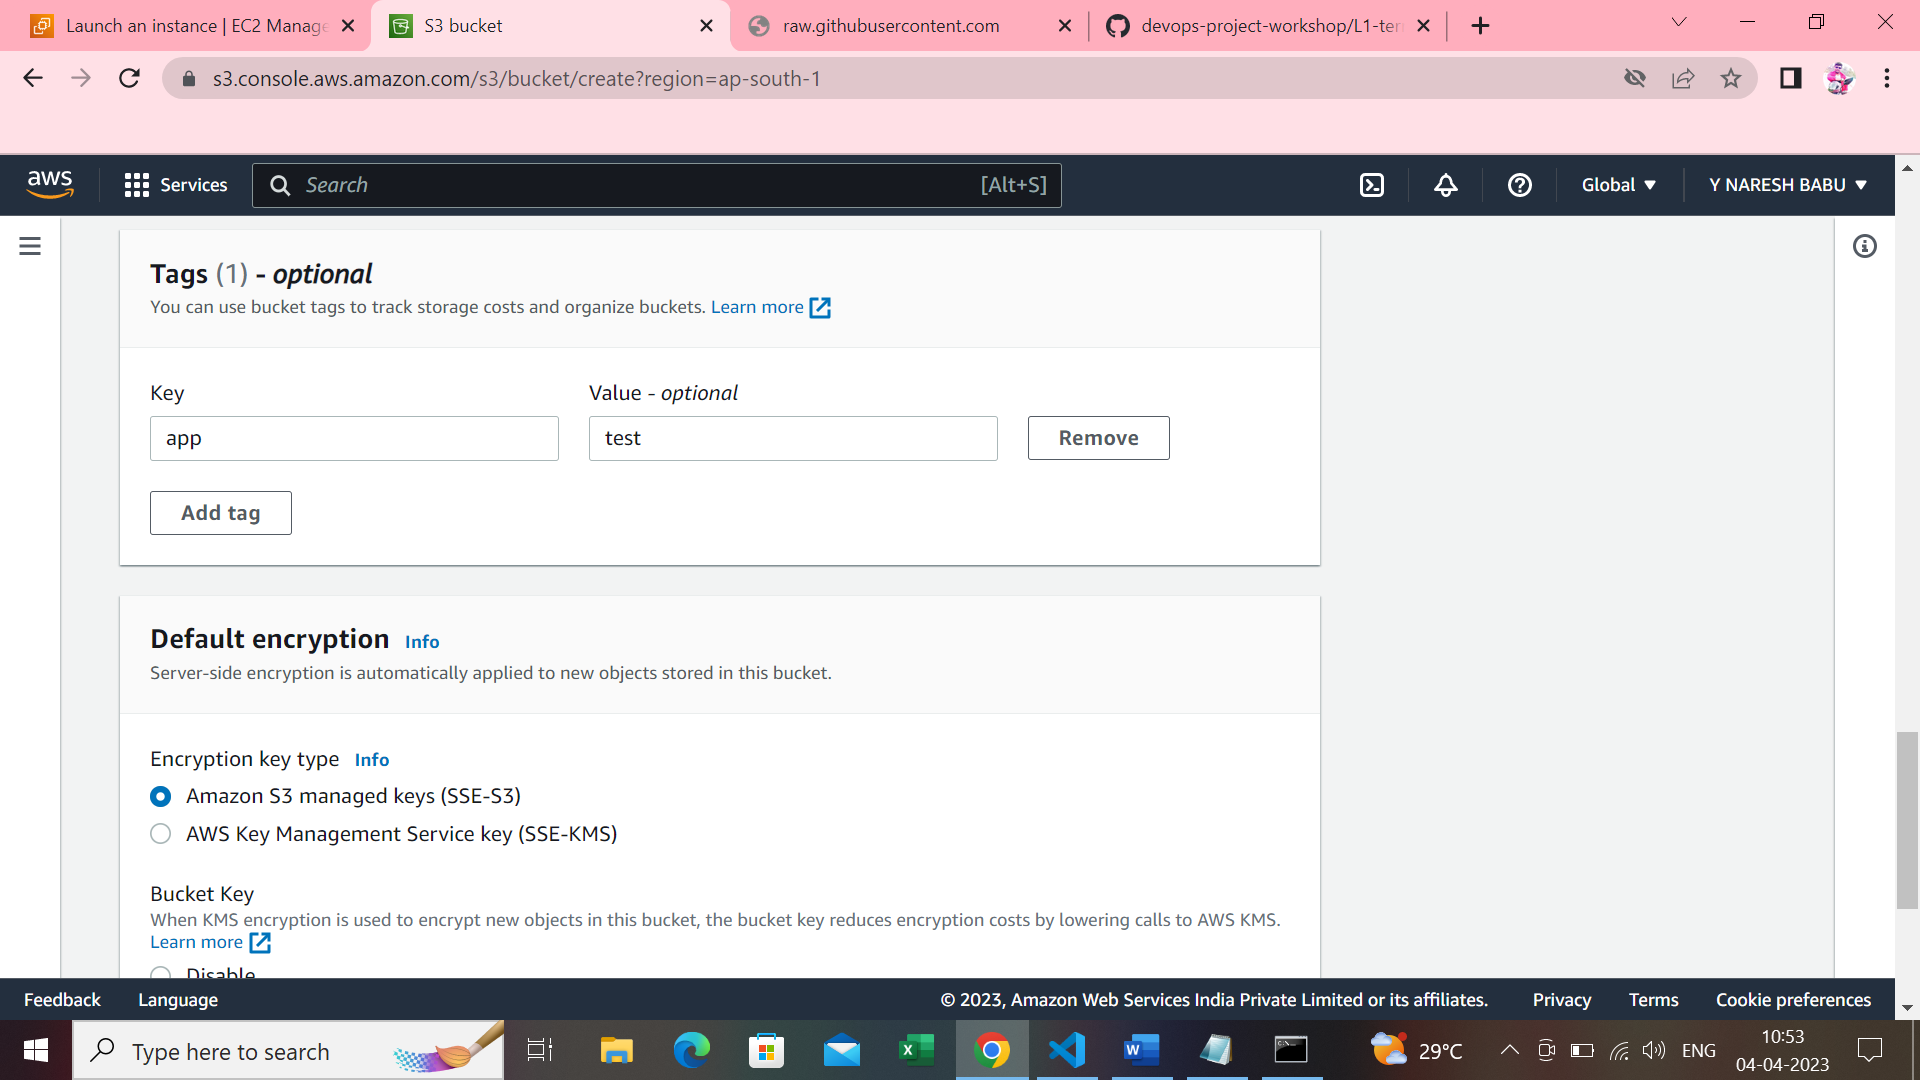 Launch an instance | EC2 Manage
S3 bucket
raw.githubusercontent.com
devops-project-workshop/L1-terr
s3.console.aws.amazon.com/s3/bucket/create?region=ap-south-1
aws
Services
Search
[Alt+S]
Global
Y NARESH BABU
Tags (1) - optional
You can use bucket tags to track storage costs and organize buckets. Learn more
Key
Value - optional
app
test
Remove
Add tag
Default encryption Info
Server-side encryption is automatically applied to new objects stored in this bucket.
Encryption key type Info
Amazon S3 managed keys (SSE-S3)
AWS Key Management Service key (SSE-KMS)
Bucket Key
When KMS encryption is used to encrypt new objects in this bucket, the bucket key reduces encryption costs by lowering calls to AWS KMS.
Learn more
Disable
Feedback
Language
© 2023, Amazon Web Services India Private Limited or its affiliates.
Privacy
Terms
Cookie preferences
Type here to search
29°C
ENG
10:53
04-04-2023